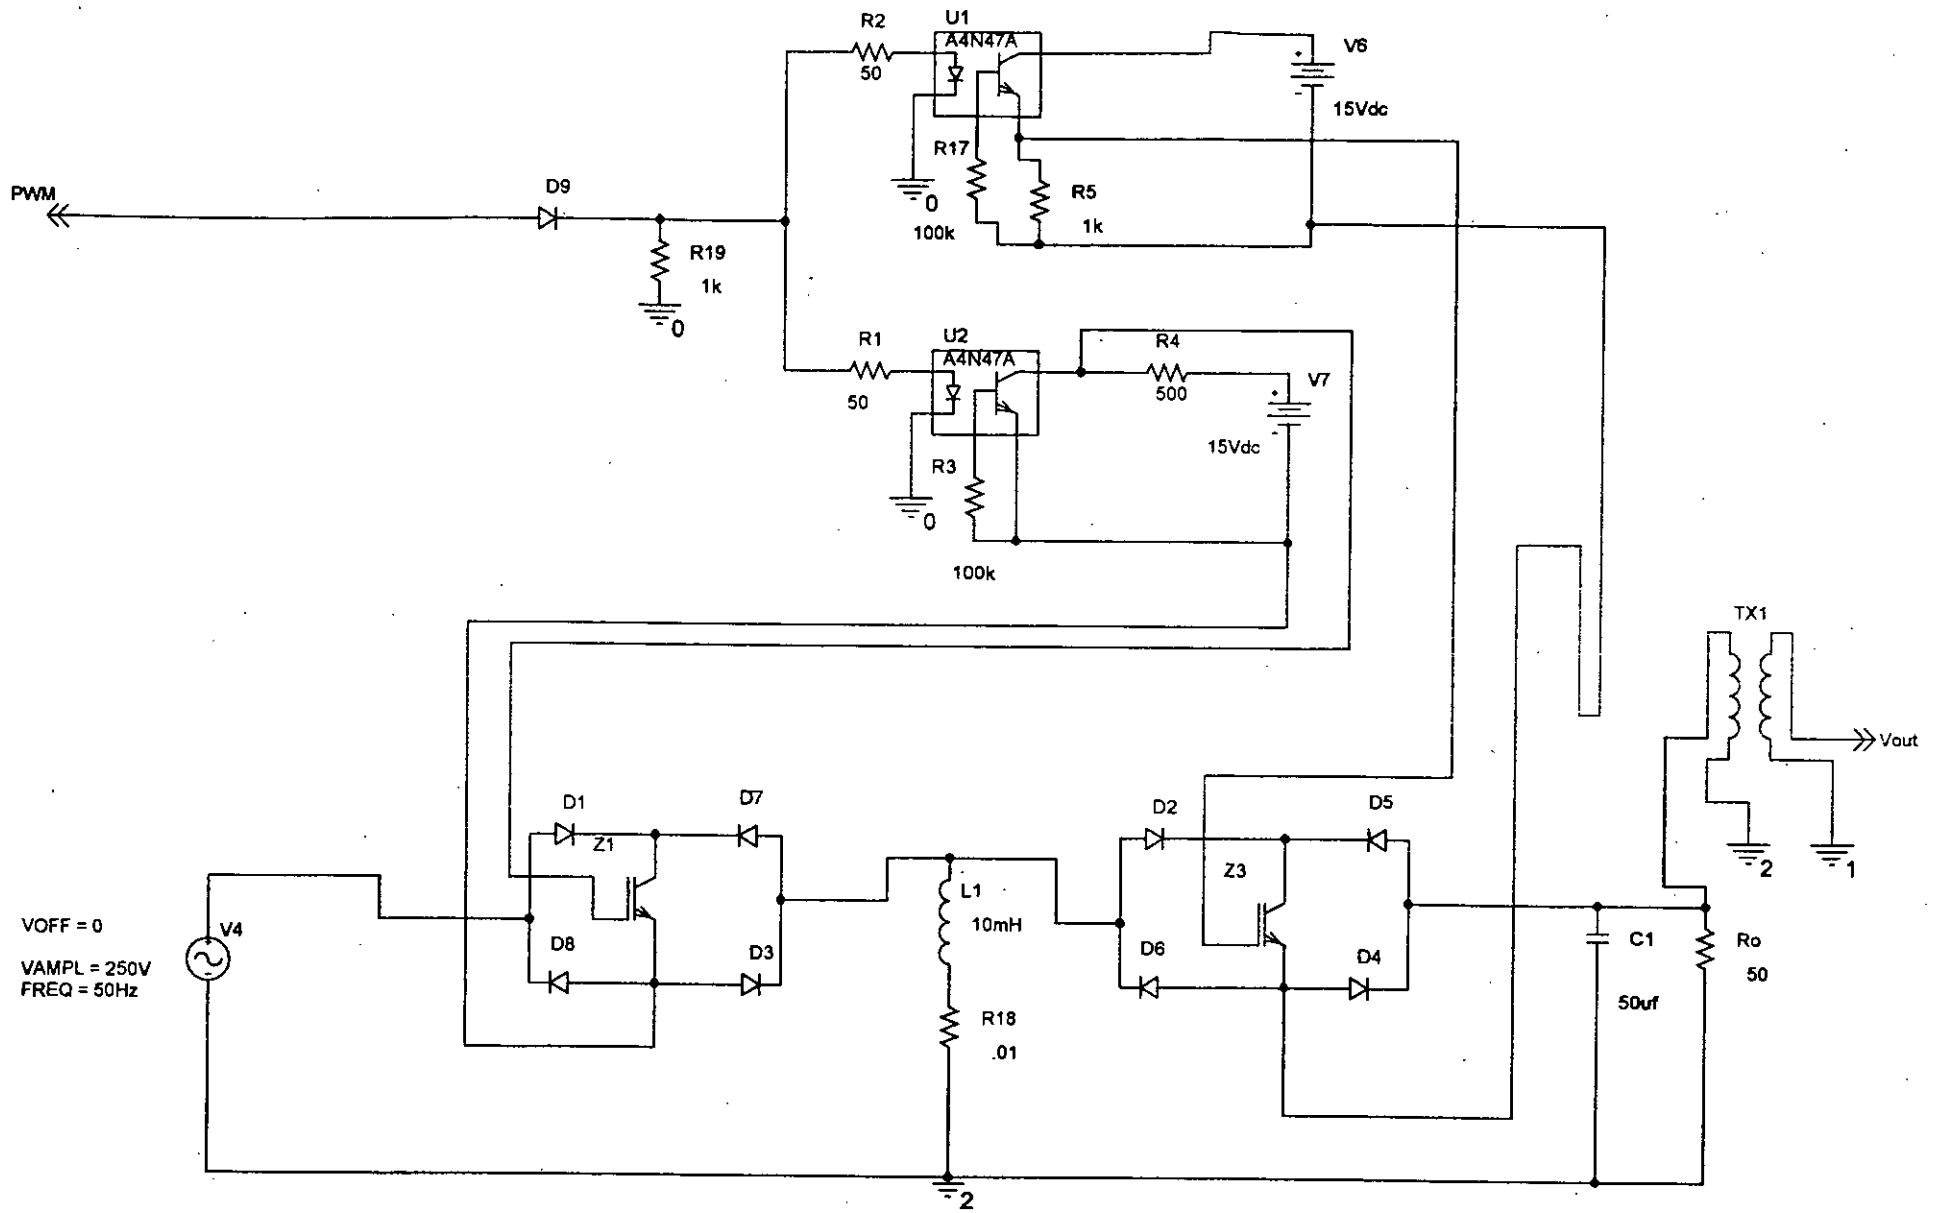 R2
U1
A4N47A
50
V6
15Vdc
R17
0
R5
1k
100k
PWM
D9
R19
1k
0
R1
U2
A4N47A
R4
50
500
V7
15Vdc
R3
0
100k
TX1
Vout
2
1
D1
D7
Z1
D2
D5
Z3
VOFF = 0
V4
VAMPL = 250V
FREQ = 50Hz
D8
D3
L1
10mH
D6
D4
C1
50uf
Ro
50
R18
.01
2